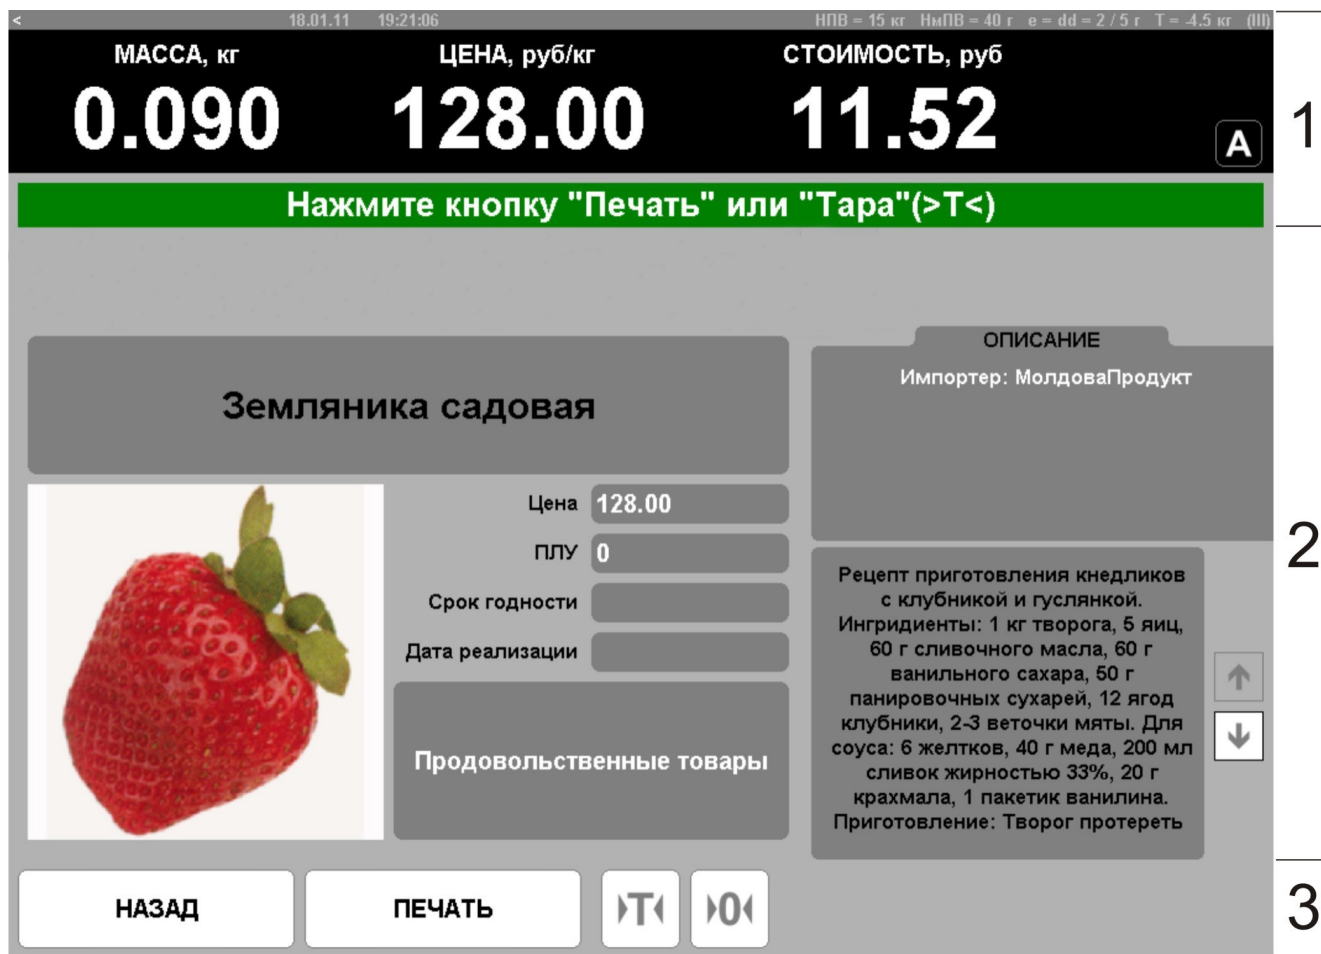 < 18.01.11 19:21:06 НПВ = 15 кг НмПВ = 40 г e = dd = 2 / 5 г Т = -4.5 кг (III)
МАССА, кг ЦЕНА, руб/кг СТОИМОСТЬ, руб
0.090 128.00 11.52
A
1
Нажмите кнопку "Печать" или "Тара"(>Т<)
Земляника садовая
Цена 128.00
ПЛУ 0
Срок годности
Дата реализации
Продовольственные товары
ОПИСАНИЕ
Импортер: МолдоваПродукт
Рецепт приготовления кнедликов
с клубникой и гуслянкой.
Ингридиенты: 1 кг творога, 5 яиц,
60 г сливочного масла, 60 г
ванильного сахара, 50 г
панировочных сухарей, 12 ягод
клубники, 2-3 веточки мяты. Для
соуса: 6 желтков, 40 г меда, 200 мл
сливок жирностью 33%, 20 г
крахмала, 1 пакетик ванилина.
Приготовление: Творог протереть
2
НАЗАД ПЕЧАТЬ >T< >0<
3